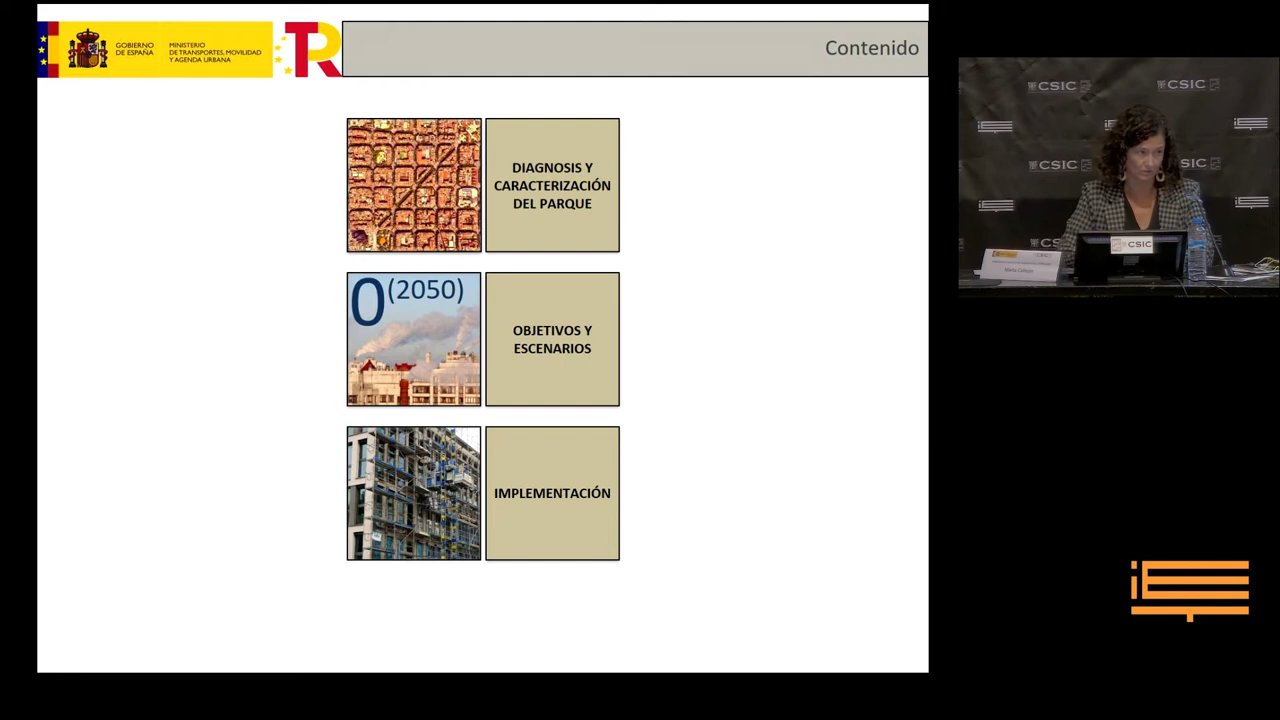 GOBIERNO
DE ESPAÑA
MINISTERIO
DE TRANSPORTES, MOVILIDAD
Y AGENDA URBANA
TR
Contenido
DIAGNOSIS Y
CARACTERIZACIÓN
DEL PARQUE
0(2050)
OBJETIVOS Y
ESCENARIOS
IMPLEMENTACIÓN
CSIC
CSIC
CSIC
CSIC
CSIC